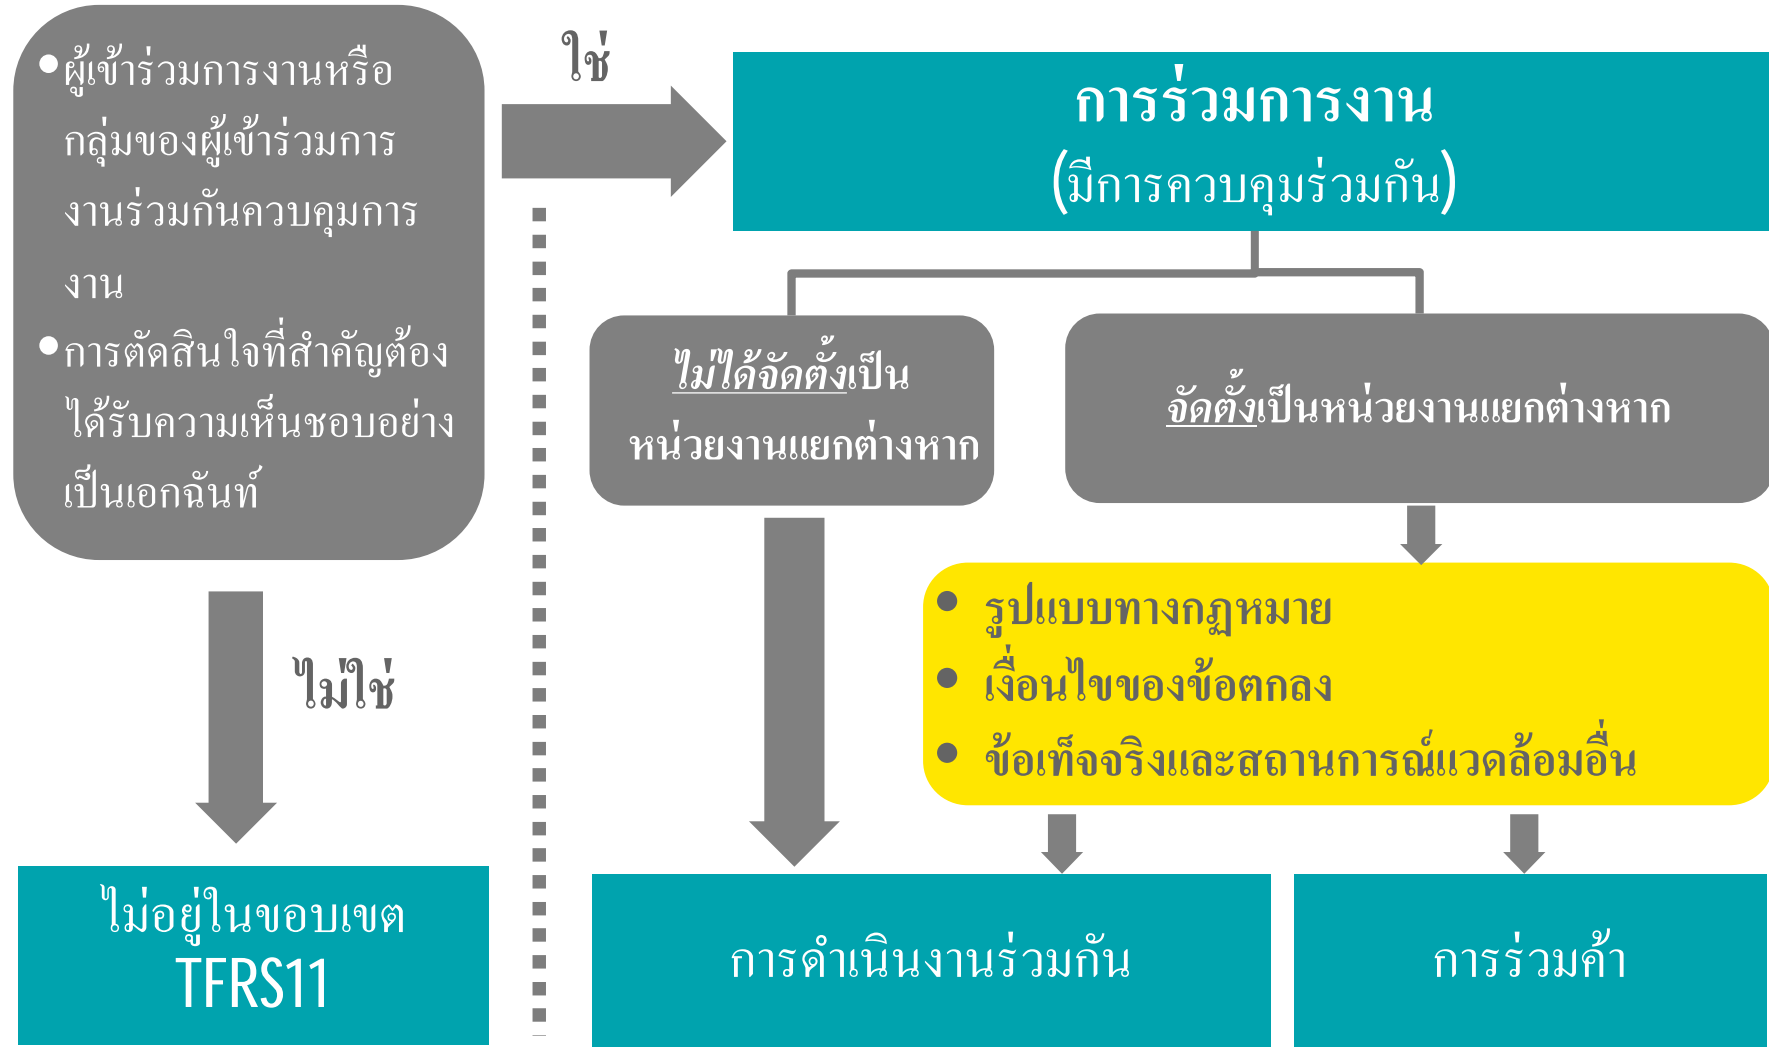 •ผู้เข้าร่วมการงานหรือ
กลุ่มของผู้เข้าร่วมการ
งานร่วมกันควบคุมการ
งาน
•การตัดสินใจที่สำคัญต้อง
ได้รับความเห็นชอบอย่าง
เป็นเอกฉันท์
ใช่
การร่วมการงาน
(มีการควบคุมร่วมกัน)
ไม่ได้จัดตั้งเป็น
หน่วยงานแยกต่างหาก
จัดตั้งเป็นหน่วยงานแยกต่างหาก
• รูปแบบทางกฎหมาย
• เงื่อนไขของข้อตกลง
• ข้อเท็จจริงและสถานการณ์แวดล้อมอื่น
ไม่ใช่
ไม่อยู่ในขอบเขต
TFRS11
การดำเนินงานร่วมกัน
การร่วมค้า